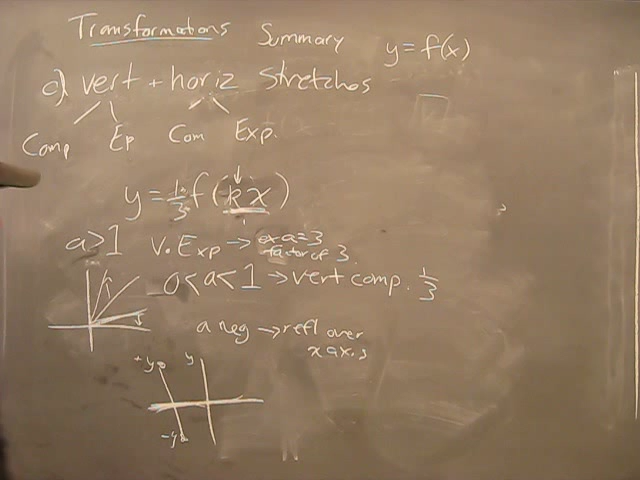 Transformations Summary y = f(x)
c) vert + horiz Stretches
Comp Ep Com Exp.
y = 1/3 f(kx)
a>1 V. Exp → ex a=3
factor of 3
0<a<1 → vert comp. 1/3
a neg → refl over
x axis
+y y
-y